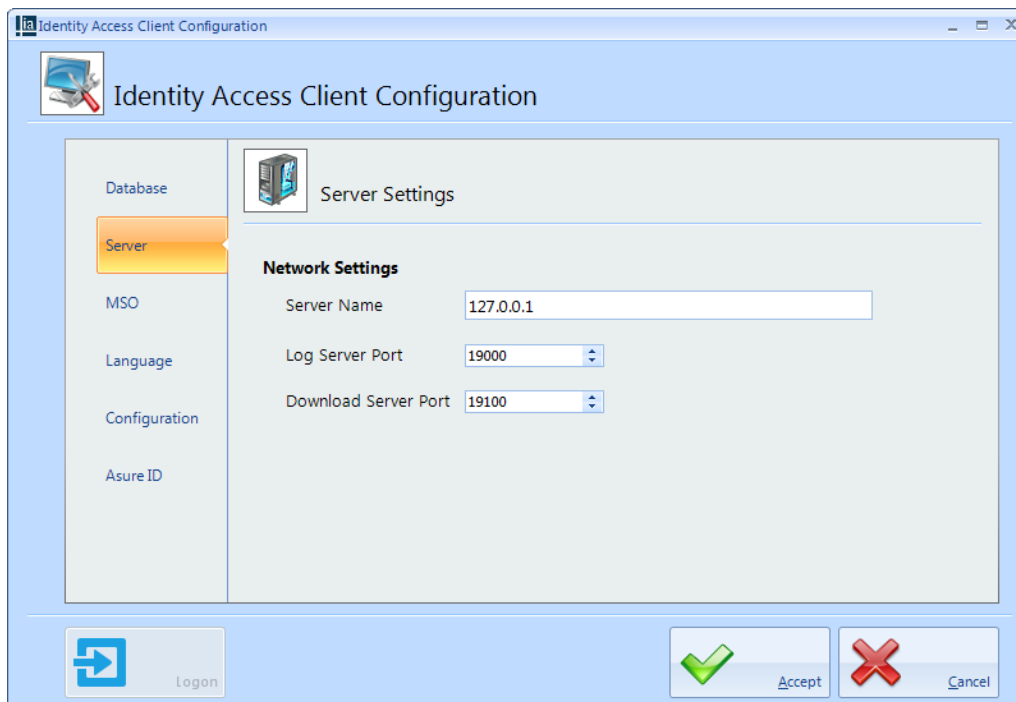 ia Identity Access Client Configuration
Identity Access Client Configuration
Database
Server
MSO
Language
Configuration
Asure ID
Server Settings
Network Settings
Server Name 127.0.0.1
Log Server Port 19000
Download Server Port 19100
Logon
Accept
Cancel